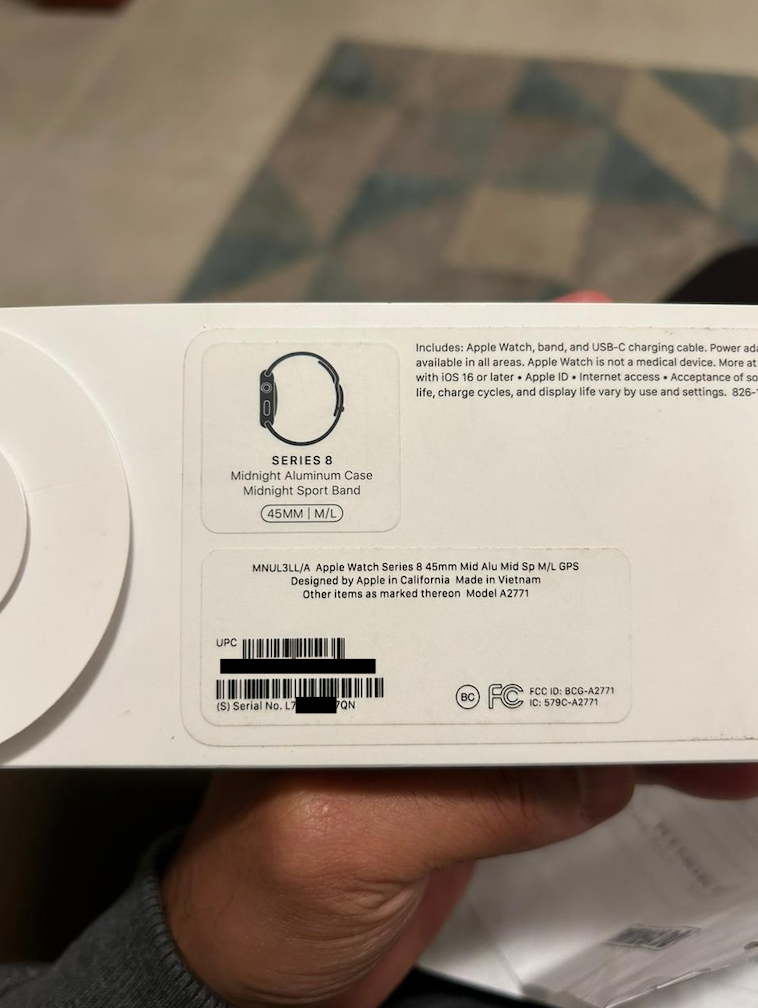 SERIES 8
Midnight Aluminum Case
Midnight Sport Band
45MM | M/L
Includes: Apple Watch, band, and USB-C charging cable. Power
available in all areas. Apple Watch is not a medical device. More at
with iOS 16 or later • Apple ID • Internet access • Acceptance of
life, charge cycles, and display life vary by use and settings. 826-
MNUL3LL/A Apple Watch Series 8 45mm Mid Alu Mid Sp M/L GPS
Designed by Apple in California Made in Vietnam
Other items as marked thereon Model A2771
UPC
(S) Serial No. L7 7QN
BC FC FCC ID: BCG-A2771
IC: 579C-A2771